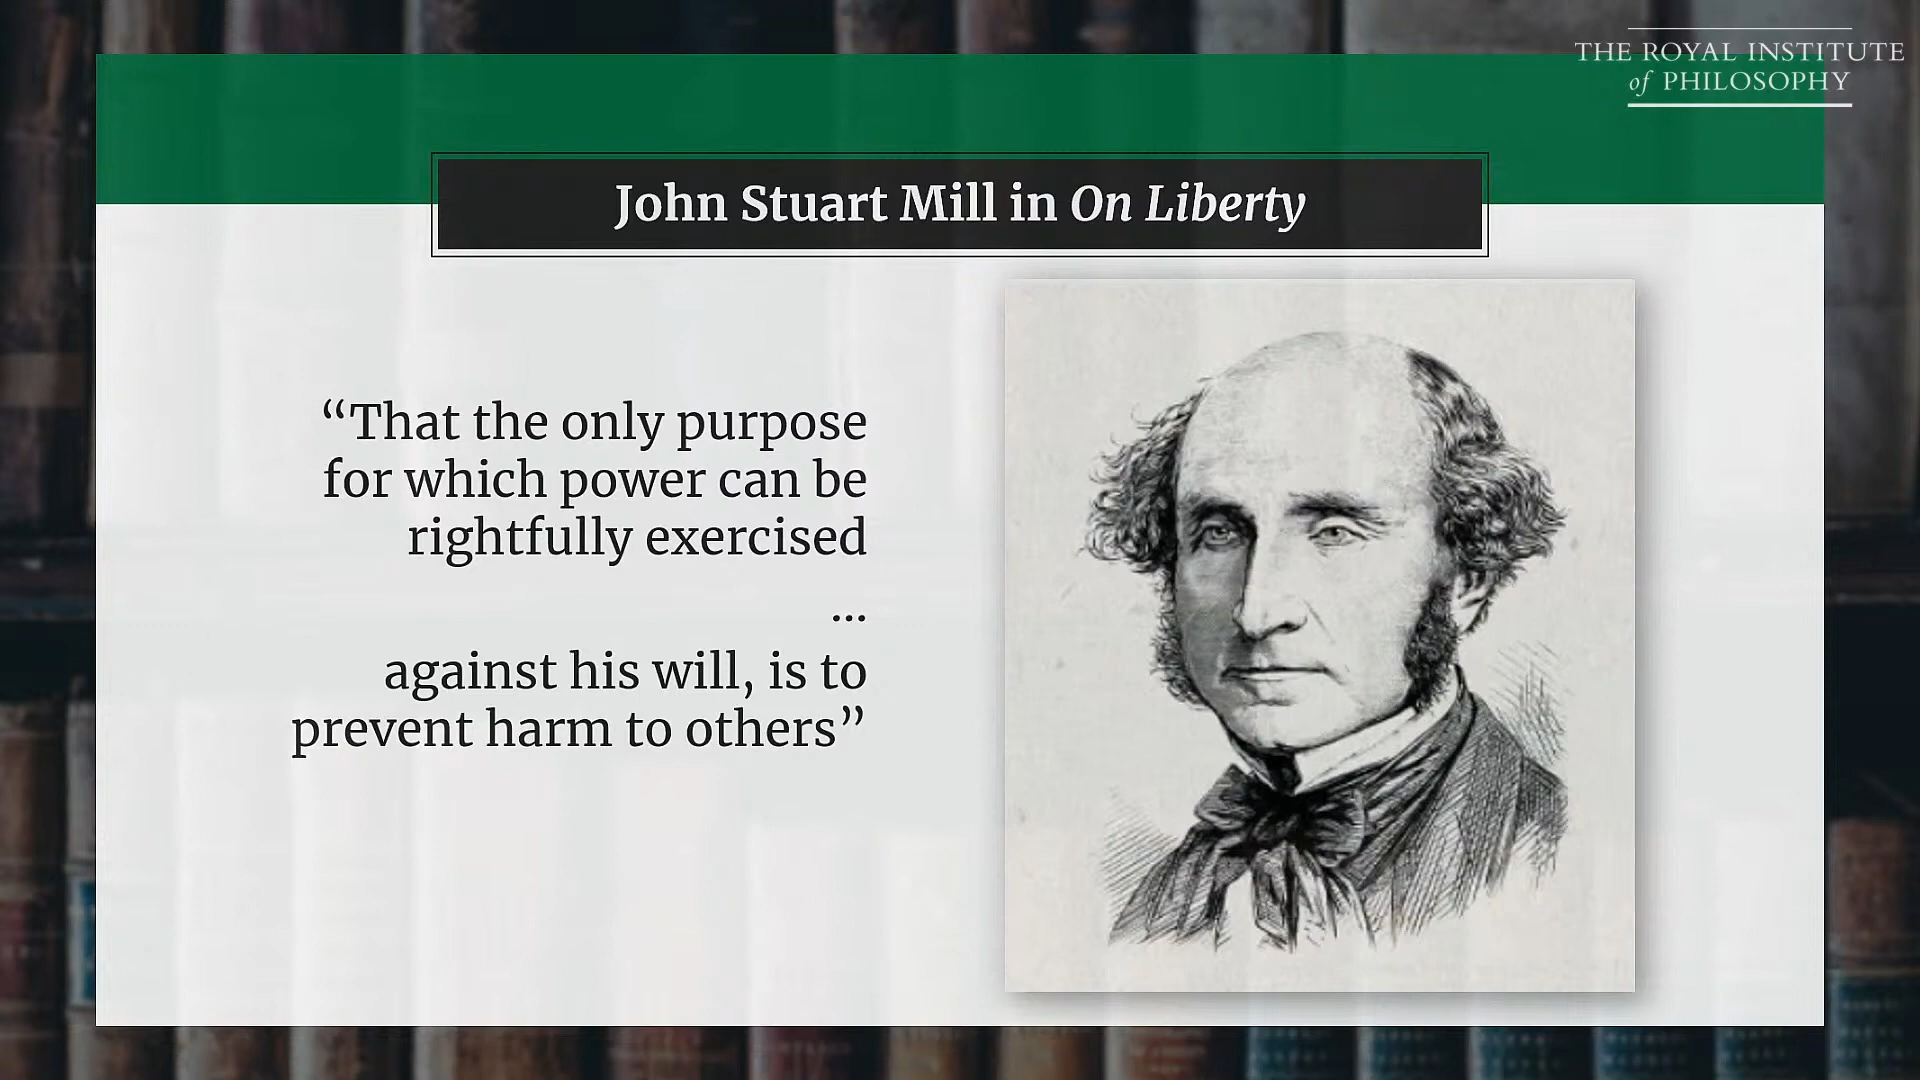 THE ROYAL INSTITUTE
of PHILOSOPHY
John Stuart Mill in On Liberty
“That the only purpose
for which power can be
rightfully exercised
...
against his will, is to
prevent harm to others”